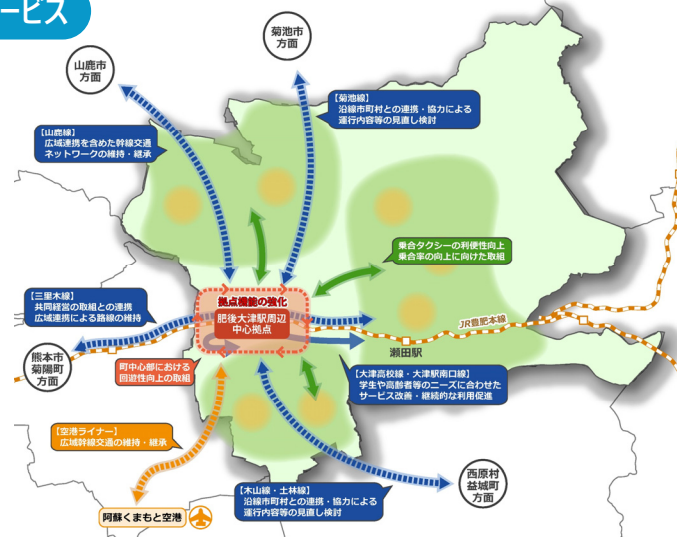 ービス
菊池市
方面
山鹿市
方面
【菊池線】
沿線市町村との連携・協力による
運行内容等の見直し検討
【山鹿線】
広域連携を含めた幹線交通
ネットワークの維持・継承
乗合タクシーの利便性向上
乗合率の向上に向けた取組
拠点機能の強化
肥後大津駅周辺
中心拠点
【三里木線】
共同経営の取組との連携
広域連携による路線の維持
JR豊肥本線
瀬田駅
熊本市
菊陽町
方面
町中心部における
回遊性向上の取組
【大津高校線・大津駅南口線】
学生や高齢者等のニーズに合わせた
サービス改善・継続的な利用促進
【空港ライナー】
広域幹線交通の維持・継承
西原村
益城町
方面
【木山線・土林線】
沿線市町村との連携・協力による
運行内容等の見直し検討
阿蘇くまもと空港